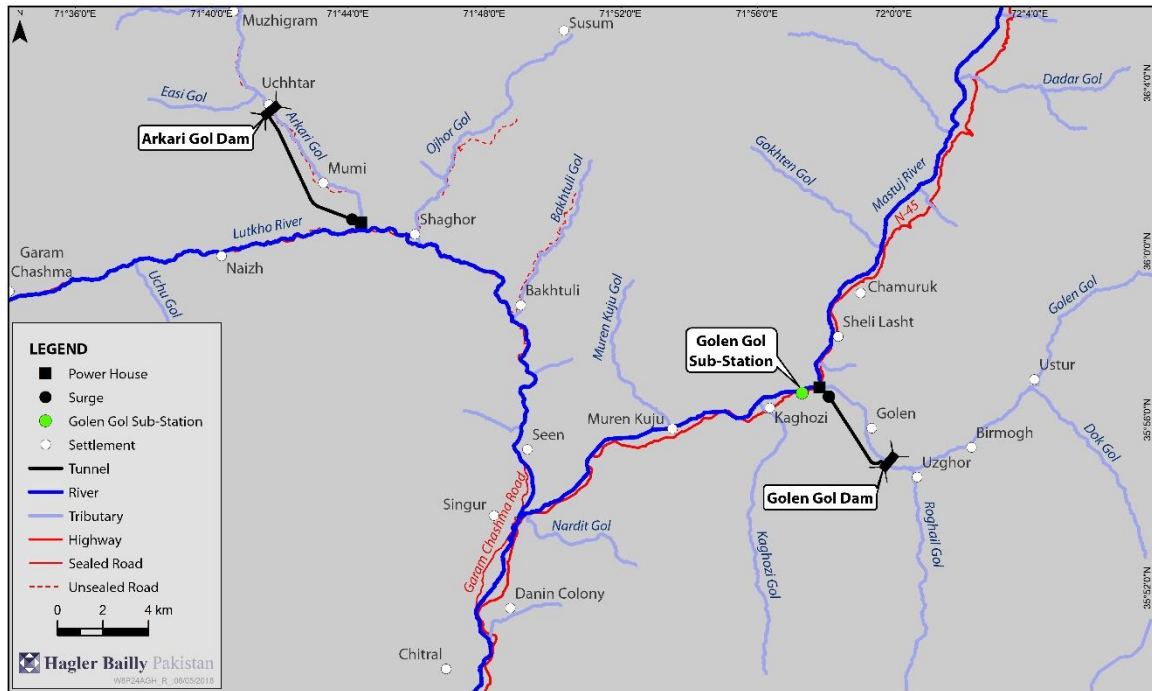 71°36'0"E
71°40'0"E
71°44'0"E
71°48'0"E
71°52'0"E
71°56'0"E
72°0'0"E
72°4'0"E
N
Muzhigram
Susum
Uchhtar
Easi Gol
Dadar Gol
36°4'0"N
Arkari Gol Dam
Arkari Gol
Ojhor Gol
Gokhten Gol
Mumi
Bakhtuli Gol
Mastuj River
N-45
Lutkho River
Shaghor
36°0'0"N
Garam
Chashma
Naizh
Uchu Gol
Bakhtuli
Muren Kuju Gol
Chamuruk
Golen Gol
Sheli Lasht
Golen Gol
Sub-Station
Ustur
Muren Kuju
Kaghozi
Golen
Birmogh
35°56'0"N
Seen
Uzghor
Dok Gol
Golen Gol Dam
Singur
Garam Chashma Road
Nardit Gol
Kaghozi Gol
Roghail Gol
35°52'0"N
Danin Colony
Chitral
LEGEND
Power House
Surge
Golen Gol Sub-Station
Settlement
Tunnel
River
Tributary
Highway
Sealed Road
Unsealed Road
0 2 4 km
Hagler Bailly Pakistan